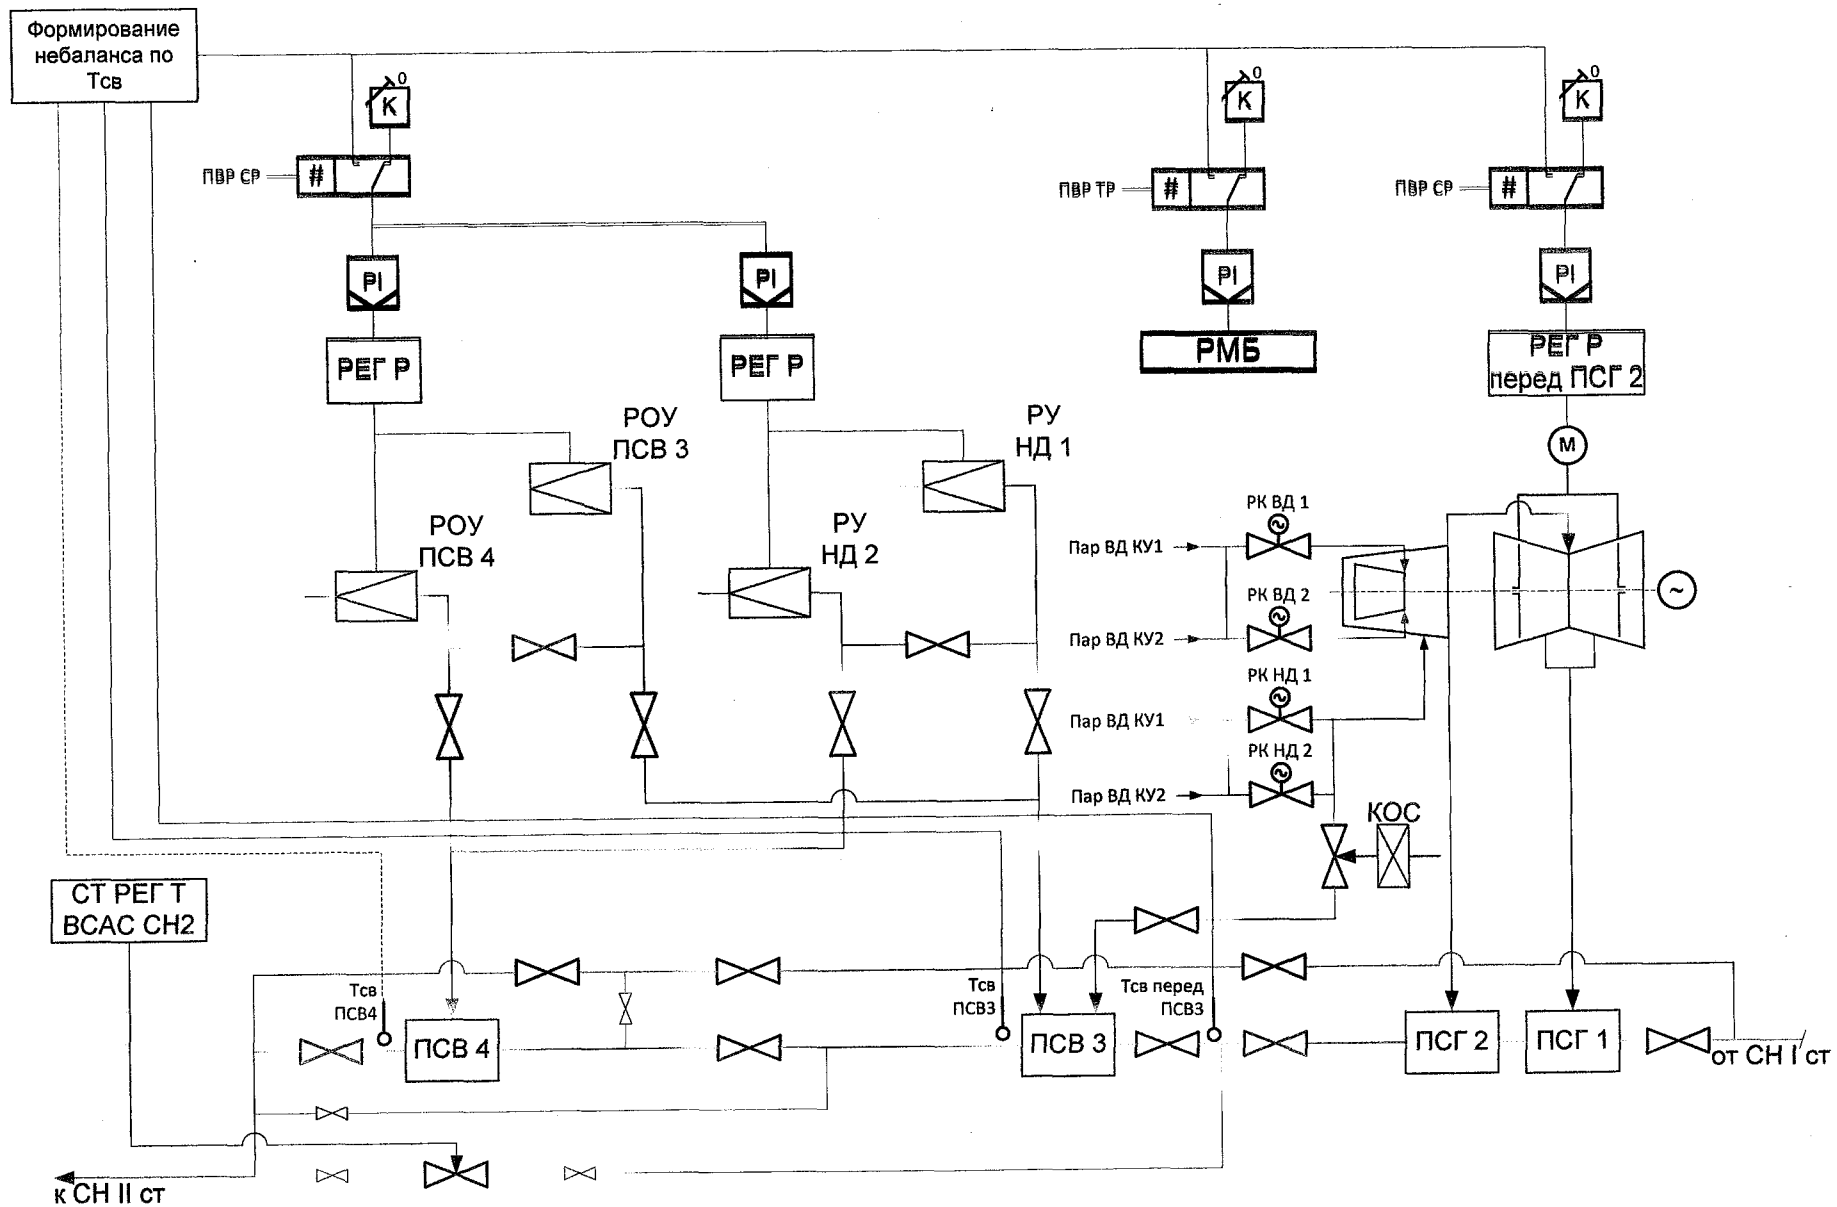 Формирование
небаланса по
Тсв
К
0
К
0
К
0
ПВР СР
#
ПВР ТР
#
ПВР СР
#
PI
PI
PI
PI
РЕГ Р
РЕГ Р
РМБ
РЕГ Р
перед ПСГ 2
РОУ
ПСВ 3
РУ
НД 1
М
РОУ
ПСВ 4
РУ
НД 2
РК ВД 1
Пар ВД КУ1
РК ВД 2
~
Пар ВД КУ2
РК НД 1
Пар ВД КУ1
РК НД 2
Пар ВД КУ2
КОС
СТ РЕГ Т
ВСАС СН2
Тсв
ПСВ4
Тсв
ПСВ3
Тсв перед
ПСВ3
ПСВ 4
ПСВ 3
ПСГ 2
ПСГ 1
от СН I ст
к СН II ст